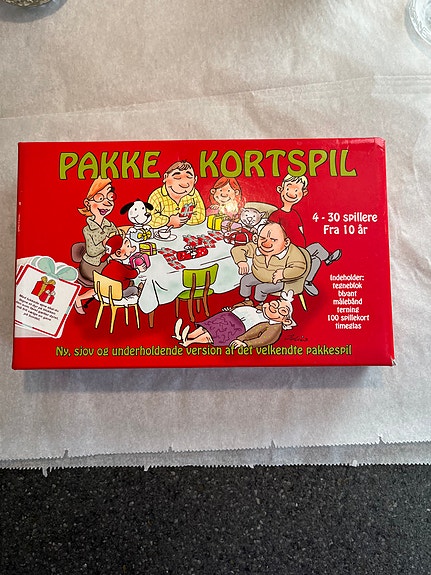 PAKKE KORTSPIL
4 - 30 spillere
Fra 10 år
Indeholder:
tegneblok
blyant
målebånd
terning
100 spillekort
timeglas
Ny, sjov og underholdende version af det velkendte pakkespil